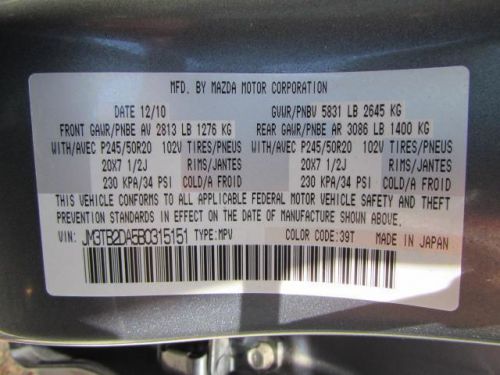 MFD. BY MAZDA MOTOR CORPORATION
DATE 12/10 GVWR/PNBV 5831 LB 2645 KG
FRONT GAWR/PNBE AV 2813 LB 1276 KG REAR GAWR/PNBE AR 3086 LB 1400 KG
WITH/AVEC P245/50R20 102V TIRES/PNEUS WITH/AVEC P245/50R20 102V TIRES/PNEUS
20X7 1/2J RIMS/JANTES 20X7 1/2J RIMS/JANTES
230 KPA/34 PSI COLD/A FROID 230 KPA/34 PSI COLD/A FROID
THIS VEHICLE CONFORMS TO ALL APPLICABLE FEDERAL MOTOR VEHICLE SAFETY AND THEFT
PREVENTION STANDARDS IN EFFECT ON THE DATE OF MANUFACTURE SHOWN ABOVE.
VIN: JM3TB2DA5B0315151 TYPE:MPV COLOR CODE:39T MADE IN JAPAN